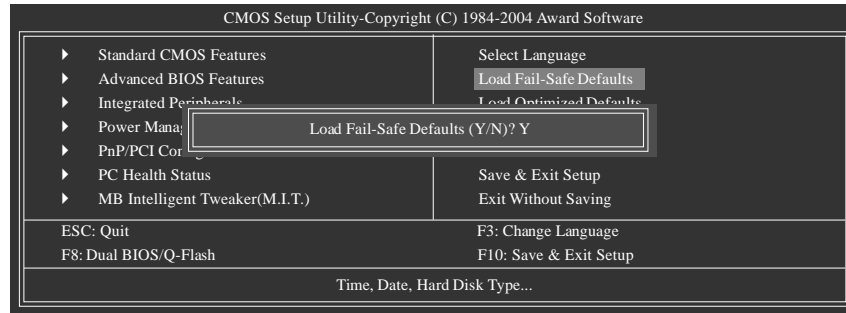 CMOS Setup Utility-Copyright (C) 1984-2004 Award Software
Standard CMOS Features
Advanced BIOS Features
Integrated Peripherals
Power Mana
PnP/PCI Con
PC Health Status
MB Intelligent Tweaker(M.I.T.)
Select Language
Load Fail-Safe Defaults
Load Optimized Defaults
Save & Exit Setup
Exit Without Saving
Load Fail-Safe Defaults (Y/N)? Y
ESC: Quit
F3: Change Language
F8: Dual BIOS/Q-Flash
F10: Save & Exit Setup
Time, Date, Hard Disk Type...